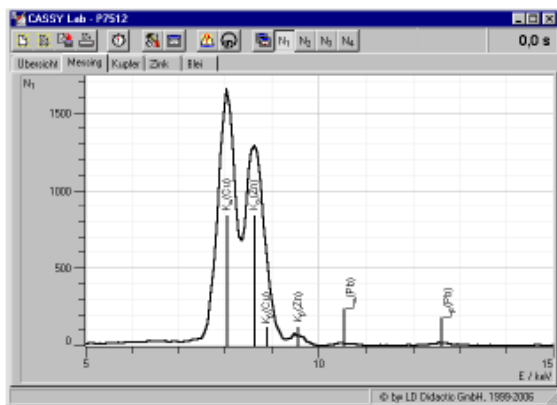 CASSY Lab - P7512
N₁ N₂ N₃ N₄ 0,0 s
Übersicht Messing Kupfer Zink Blei
N₁
1500
1000
500
0
Kα(Cu)
Kα(Zn)
Kβ(Cu)
Kβ(Zn)
Lα(Pb)
Lβ(Pb)
5 10 15
E / keV
© by LD Didactic GmbH, 1999-2006